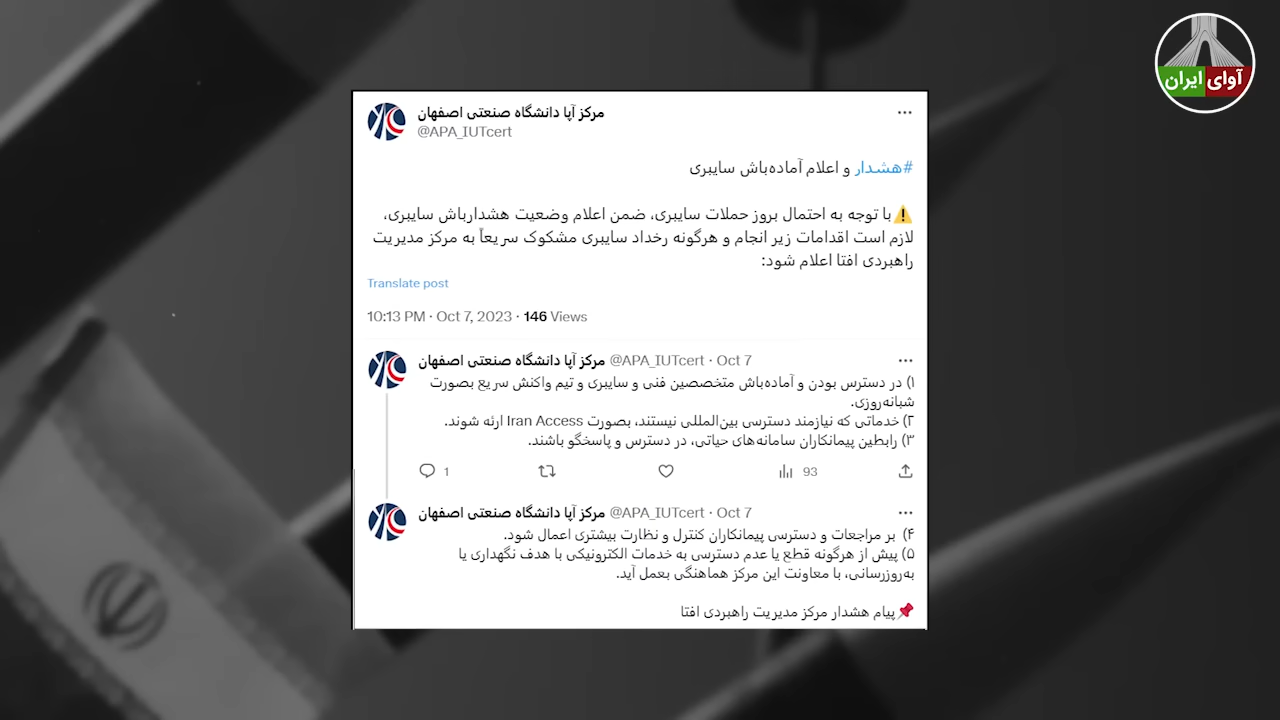 آوای ایران
مرکز آپا دانشگاه صنعتی اصفهان
@APA_IUTcert
#هشدار و اعلام آماده‌باش سایبری
⚠️با توجه به احتمال بروز حملات سایبری، ضمن اعلام وضعیت هشدارباش سایبری،
لازم است اقدامات زیر انجام و هرگونه رخداد سایبری مشکوک سریعاً به مرکز مدیریت
راهبردی افتا اعلام شود:
Translate post
10:13 PM · Oct 7, 2023 · 146 Views
مرکز آپا دانشگاه صنعتی اصفهان @APA_IUTcert · Oct 7
۱) در دسترس بودن و آماده‌باش متخصصین فنی و سایبری و تیم واکنش سریع بصورت
شبانه‌روزی.
۲) خدماتی که نیازمند دسترسی بین‌المللی نیستند، بصورت Iran Access ارئه شوند.
۳) رابطین پیمانکاران سامانه‌های حیاتی، در دسترس و پاسخگو باشند.
1 93
مرکز آپا دانشگاه صنعتی اصفهان @APA_IUTcert · Oct 7
۴) بر مراجعات و دسترسی پیمانکاران کنترل و نظارت بیشتری اعمال شود.
۵) پیش از هرگونه قطع یا عدم دسترسی به خدمات الکترونیکی با هدف نگهداری یا
به‌روزرسانی، با معاونت این مرکز هماهنگی بعمل آید.
📌پیام هشدار مرکز مدیریت راهبردی افتا